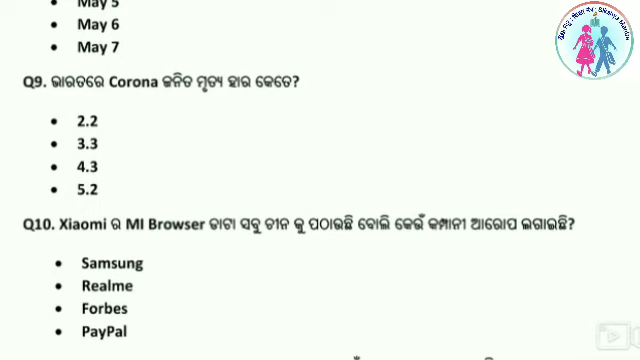 May 5
• May 6
• May 7
Q9. ଭାରତରେ Corona ଜନିତ ମୃତ୍ୟୁ ହାର କେତେ?
• 2.2
• 3.3
• 4.3
• 5.2
Q10. Xiaomi ର MI Browser ଡାଟା ସବୁ ଚୀନ କୁ ପଠାଉଛି ବୋଲି କେଉଁ କମ୍ପାନୀ ଆରୋପ ଲଗାଇଛି?
• Samsung
• Realme
• Forbes
• PayPal